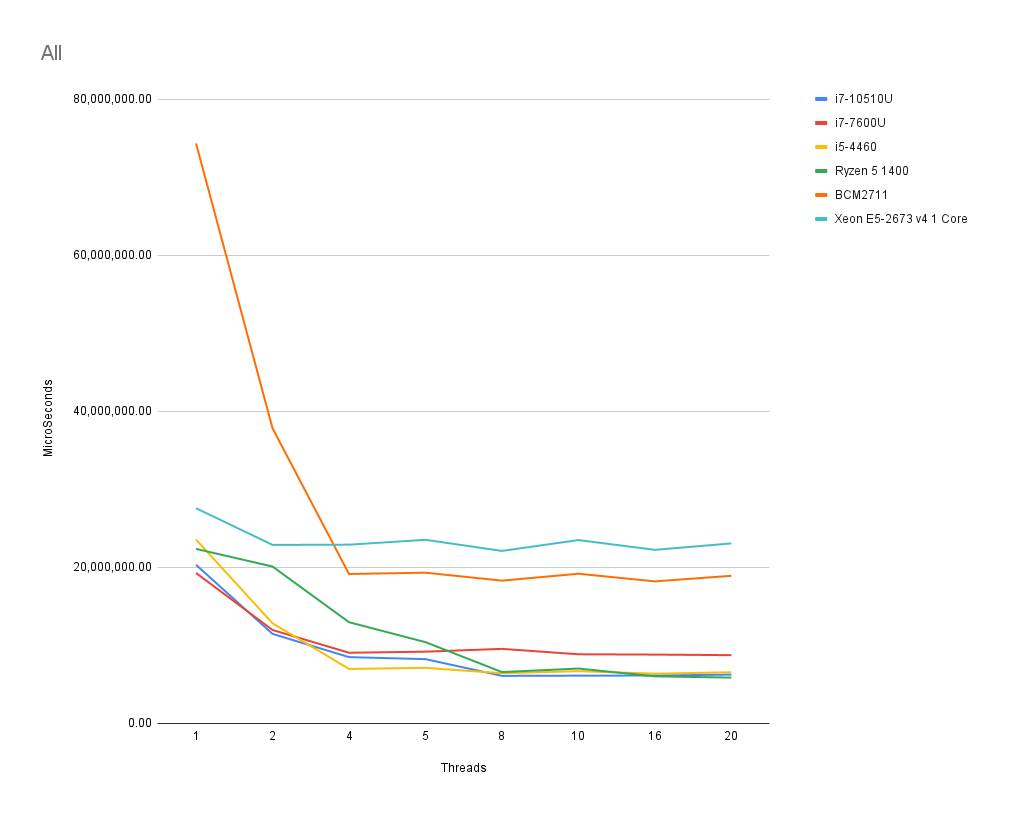 All
80,000,000.00
60,000,000.00
40,000,000.00
20,000,000.00
0.00
MicroSeconds
1 2 4 5 8 10 16 20
Threads
i7-10510U
i7-7600U
i5-4460
Ryzen 5 1400
BCM2711
Xeon E5-2673 v4 1 Core